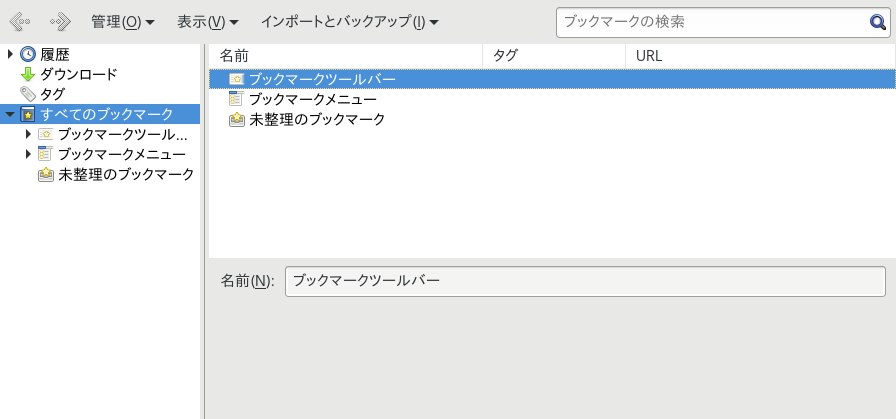 管理(O) 表示(V) インポートとバックアップ(I) ブックマークの検索
履歴
ダウンロード
タグ
すべてのブックマーク
ブックマークツール...
ブックマークメニュー
未整理のブックマーク
名前 タグ URL
ブックマークツールバー
ブックマークメニュー
未整理のブックマーク
名前(N): ブックマークツールバー